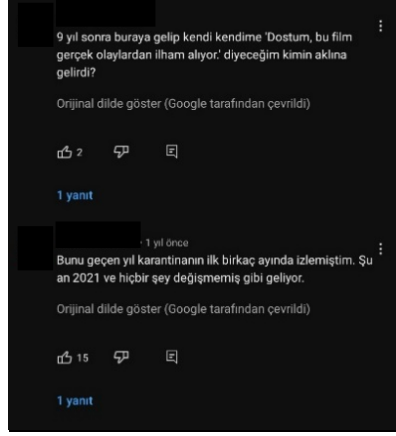 9 yıl sonra buraya gelip kendi kendime 'Dostum, bu film
gerçek olaylardan ilham alıyor.' diyeceğim kimin aklına
gelirdi?
Orijinal dilde göster (Google tarafından çevrildi)
2
1 yanıt
· 1 yıl önce
Bunu geçen yıl karantinanın ilk birkaç ayında izlemiştim. Şu
an 2021 ve hiçbir şey değişmemiş gibi geliyor.
Orijinal dilde göster (Google tarafından çevrildi)
15
1 yanıt